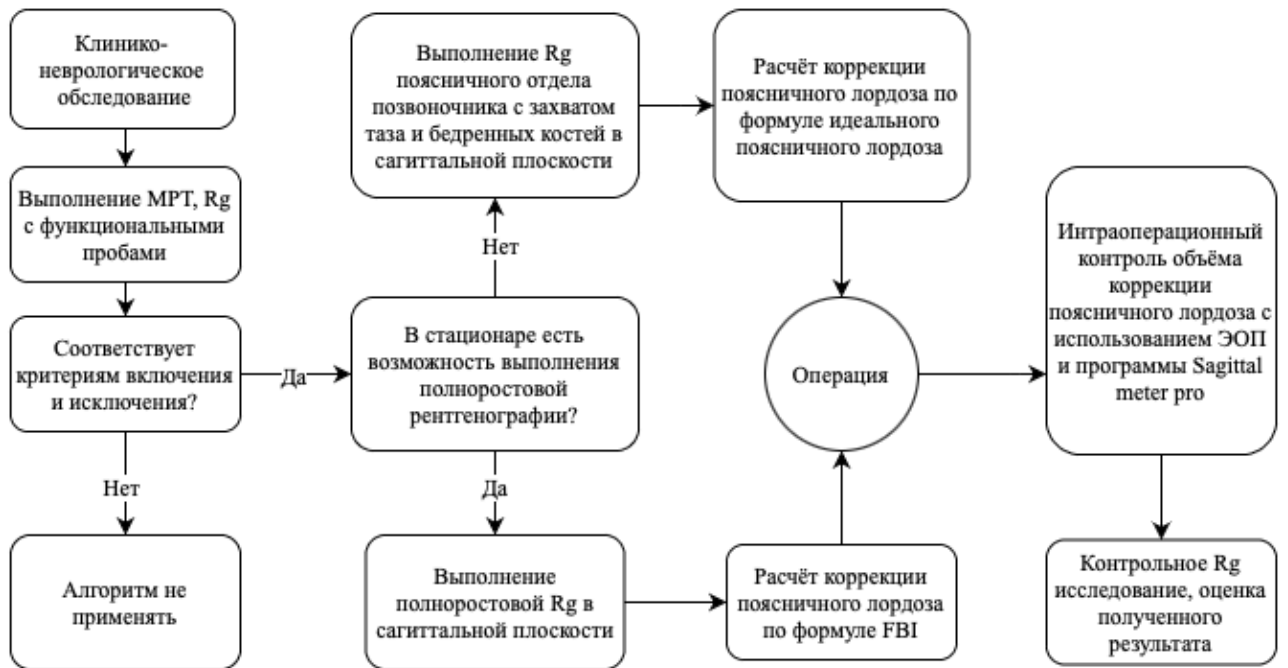 Клинико-
неврологическое
обследование
Выполнение МРТ, Rg
с функциональными
пробами
Соответствует
критериям включения
и исключения?
Да
Нет
Алгоритм не
применять
Выполнение Rg
поясничного отдела
позвоночника с захватом
таза и бедренных костей в
сагиттальной плоскости
Нет
В стационаре есть
возможность выполнения
полноростовой
рентгенографии?
Да
Выполнение
полноростовой Rg в
сагиттальной плоскости
Расчёт коррекции
поясничного лордоза по
формуле идеального
поясничного лордоза
Операция
Расчёт коррекции
поясничного лордоза
по формуле FBI
Интраоперационный
контроль объёма
коррекции
поясничного лордоза с
использованием ЭОП
и программы Sagittal
meter pro
Контрольное Rg
исследование, оценка
полученного
результата